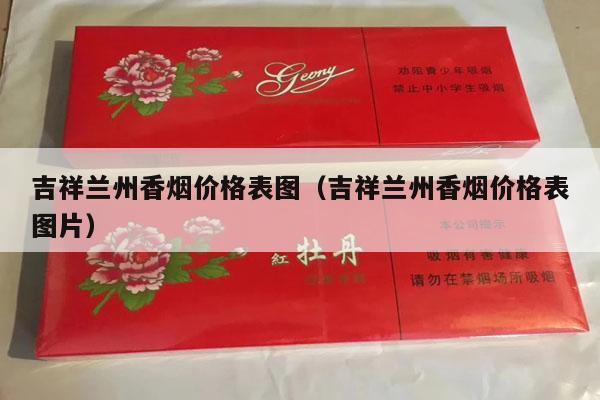 Geony
劝阻青少年吸烟
禁止中小学生吸烟
吉祥兰州香烟价格表图（吉祥兰州香烟价格表
图片）
本公司提示
紅 牡丹
吸烟有害健康
请勿在禁烟场所吸烟